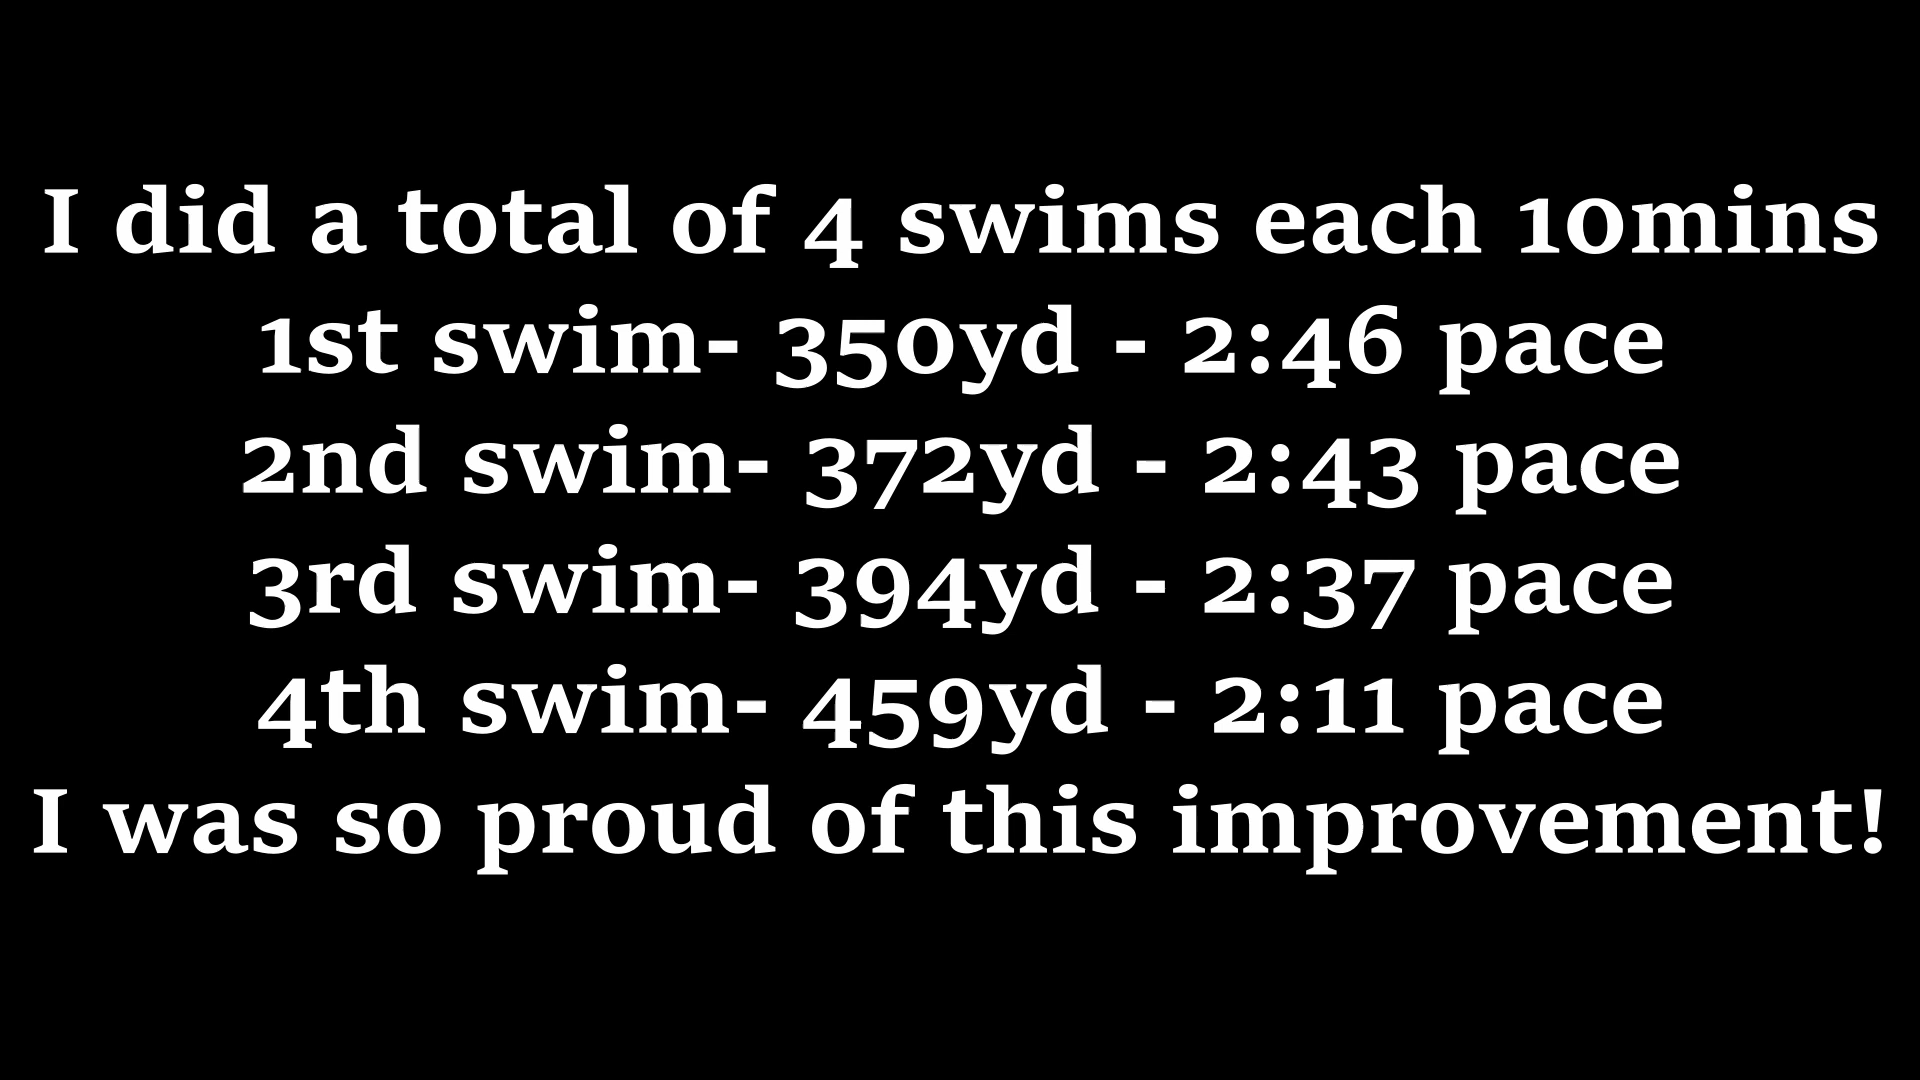 I did a total of 4 swims each 10mins
1st swim- 350yd - 2:46 pace
2nd swim- 372yd - 2:43 pace
3rd swim- 394yd - 2:37 pace
4th swim- 459yd - 2:11 pace
I was so proud of this improvement!